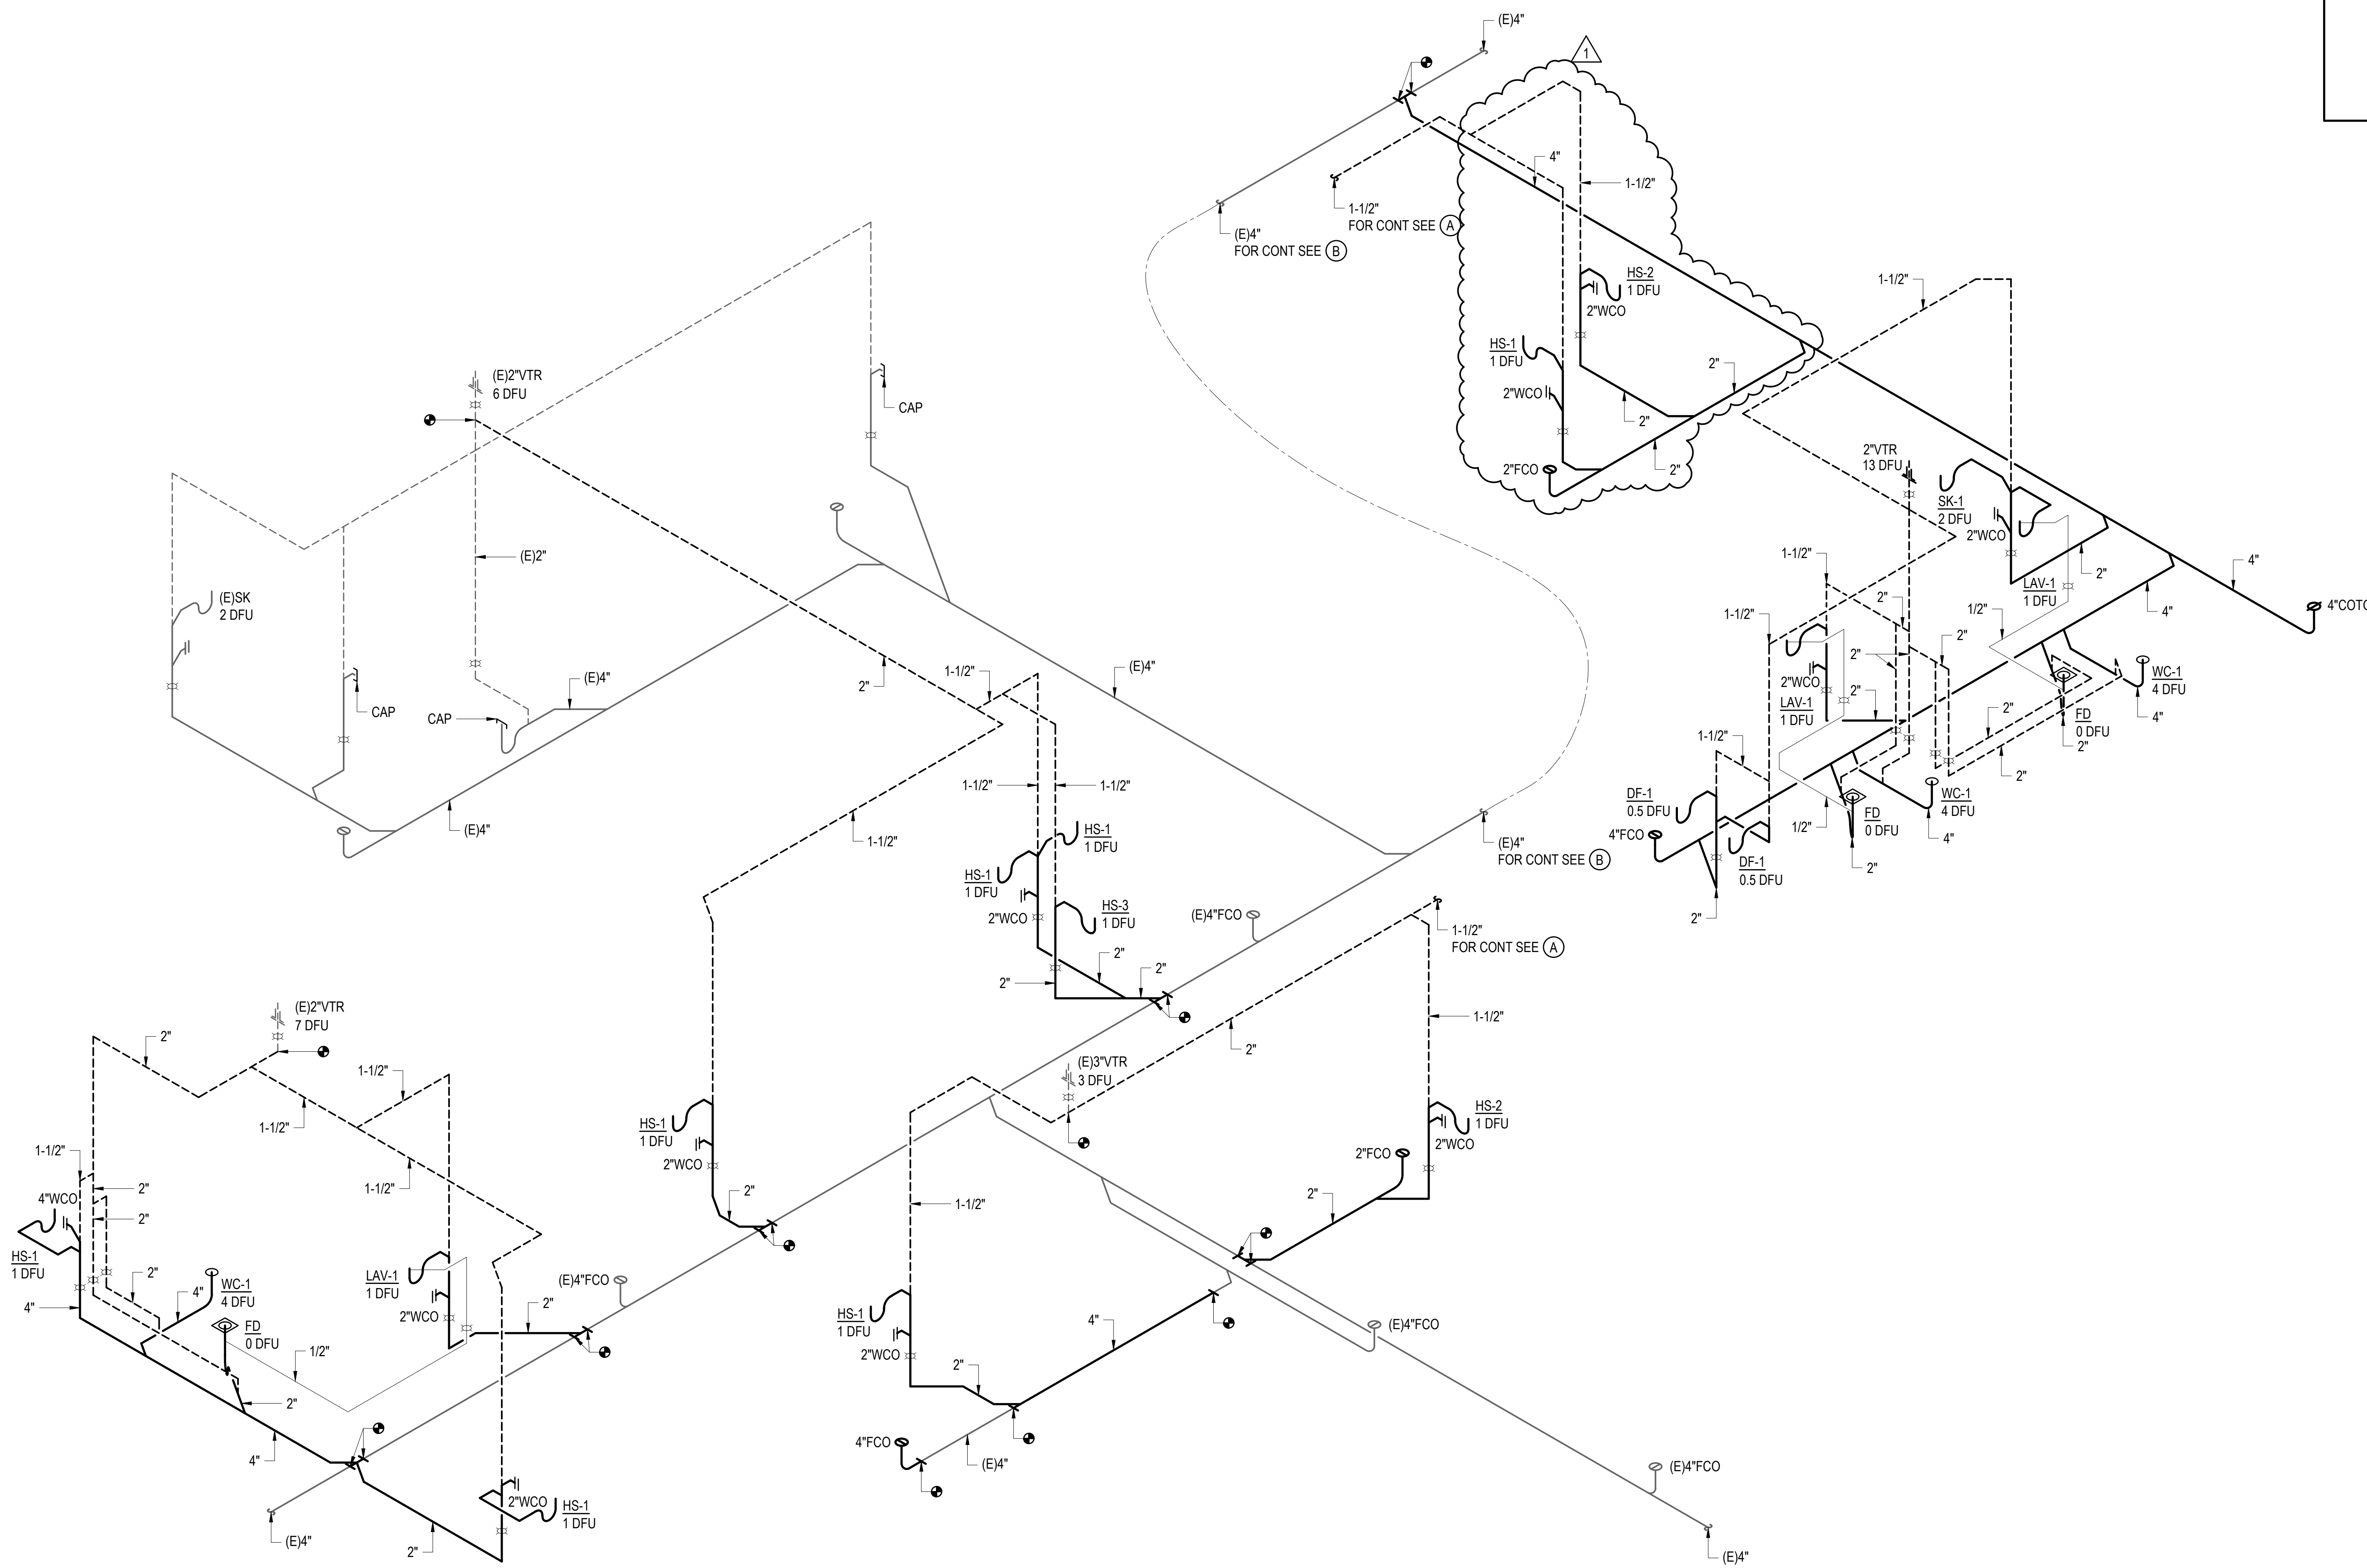 (E)4"
1
4"
1-1/2"
1-1/2"
FOR CONT SEE A
(E)4"
FOR CONT SEE B
HS-2
1 DFU
2"WCO
1-1/2"
HS-1
1 DFU
2"
2"WCO
2"
(E)2"VTR
6 DFU
CAP
2"VTR
13 DFU
2"FCO
2"
SK-1
2 DFU
2"WCO
(E)2"
1-1/2"
2"
LAV-1
1 DFU
4"
(E)SK
2 DFU
2"
1/2"
4"
4"COTG
1-1/2"
2"
2"
(E)4"
1-1/2"
2"
(E)4"
2"WCO
2"
WC-1
4 DFU
CAP
CAP
LAV-1
1 DFU
2"
FD
0 DFU
4"
1-1/2"
2"
2"
1-1/2"
1-1/2"
DF-1
0.5 DFU
WC-1
4 DFU
(E)4"
1-1/2"
HS-1
1 DFU
4"FCO
1/2"
FD
0 DFU
4"
(E)4"
FOR CONT SEE B
HS-1
1 DFU
DF-1
0.5 DFU
2"
HS-3
1 DFU
2"WCO
(E)4"FCO
2"
1-1/2"
FOR CONT SEE A
2"
2"
2"
(E)2"VTR
7 DFU
1-1/2"
2"
2"
1-1/2"
(E)3"VTR
3 DFU
1-1/2"
HS-1
1 DFU
HS-2
1 DFU
1-1/2"
2"WCO
2"WCO
2"FCO
2"
4"WCO
1-1/2"
2"
1-1/2"
2"
2"
HS-1
1 DFU
2"
WC-1
4 DFU
4"
LAV-1
1 DFU
(E)4"FCO
4"
2"WCO
2"
HS-1
1 DFU
4"
(E)4"FCO
FD
0 DFU
1/2"
2"WCO
2"
2"
4"FCO
(E)4"
4"
(E)4"FCO
2"WCO
HS-1
1 DFU
(E)4"
2"
(E)4"